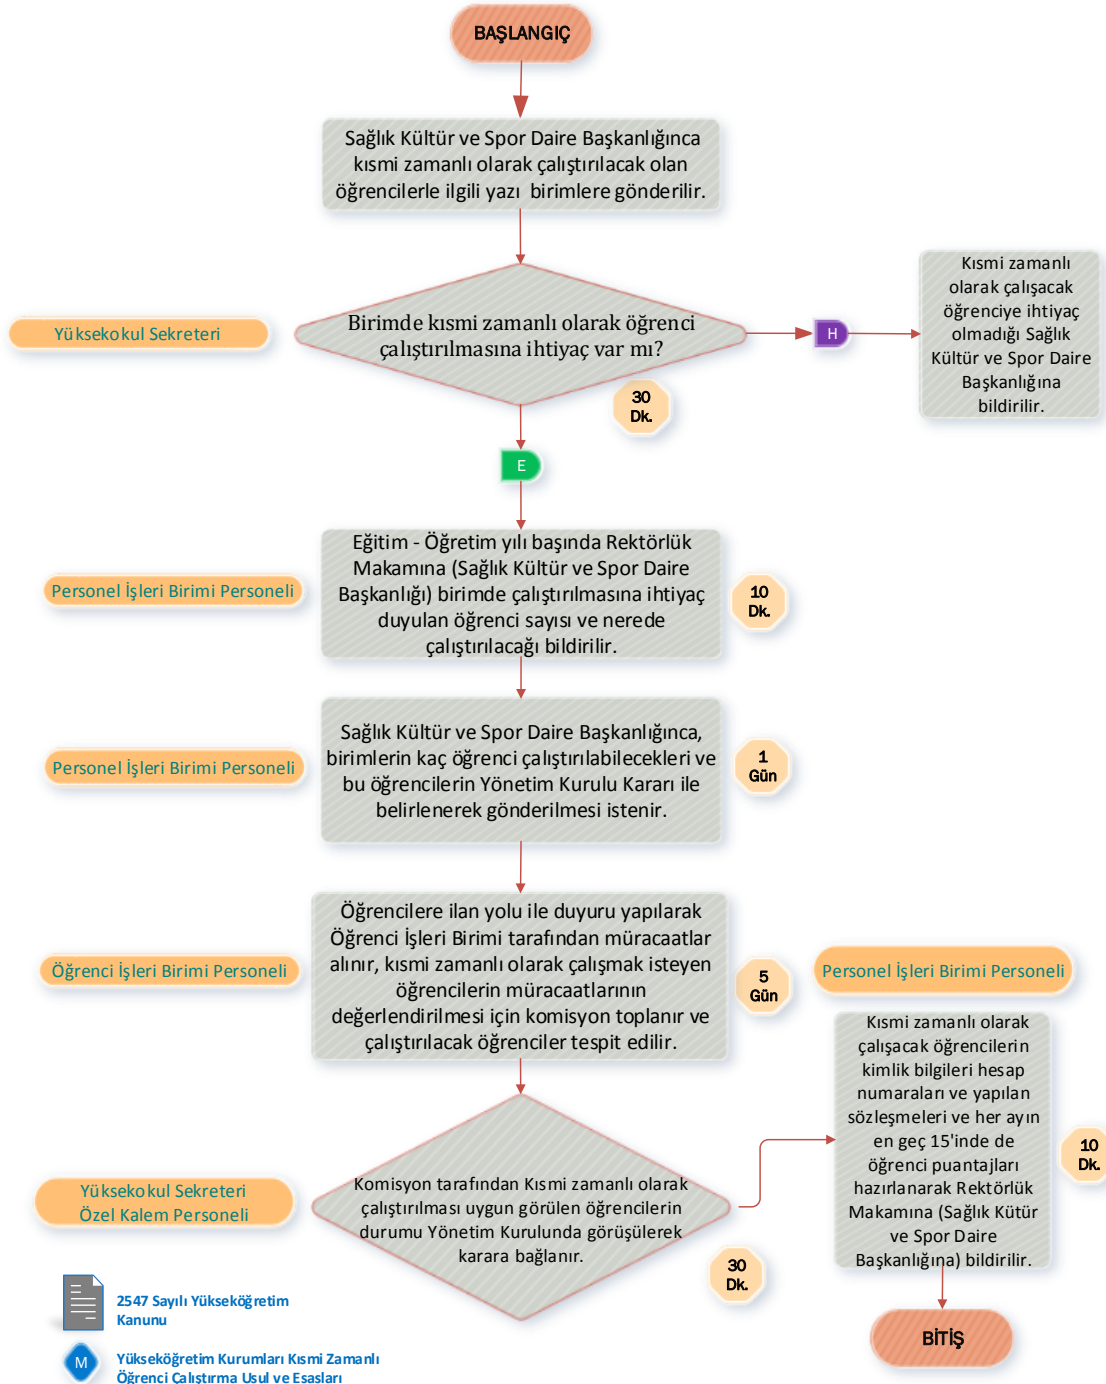 BAŞLANGIÇ
Sağlık Kültür ve Spor Daire Başkanlığınca
kısmi zamanlı olarak çalıştırılacak olan
öğrencilerle ilgili yazı birimlere gönderilir.
Yüksekokul Sekreteri
Birimde kısmi zamanlı olarak öğrenci
çalıştırılmasına ihtiyaç var mı?
30
Dk.
H
Kısmi zamanlı
olarak çalışacak
öğrenciye ihtiyaç
olmadığı Sağlık
Kültür ve Spor Daire
Başkanlığına
bildirilir.
E
Personel İşleri Birimi Personeli
Eğitim - Öğretim yılı başında Rektörlük
Makamına (Sağlık Kültür ve Spor Daire
Başkanlığı) birimde çalıştırılmasına ihtiyaç
duyulan öğrenci sayısı ve nerede
çalıştırılacağı bildirilir.
10
Dk.
Personel İşleri Birimi Personeli
Sağlık Kültür ve Spor Daire Başkanlığınca,
birimlerin kaç öğrenci çalıştırılabilecekleri ve
bu öğrencilerin Yönetim Kurulu Kararı ile
belirlenerek gönderilmesi istenir.
1
Gün
Öğrenci İşleri Birimi Personeli
Öğrencilere ilan yolu ile duyuru yapılarak
Öğrenci İşleri Birimi tarafından müracaatlar
alınır, kısmi zamanlı olarak çalışmak isteyen
öğrencilerin müracaatlarının
değerlendirilmesi için komisyon toplanır ve
çalıştırılacak öğrenciler tespit edilir.
5
Gün
Yüksekokul Sekreteri
Özel Kalem Personeli
Komisyon tarafından Kısmi zamanlı olarak
çalıştırılması uygun görülen öğrencilerin
durumu Yönetim Kurulunda görüşülerek
karara bağlanır.
30
Dk.
Personel İşleri Birimi Personeli
Kısmi zamanlı olarak
çalışacak öğrencilerin
kimlik bilgileri hesap
numaraları ve yapılan
sözleşmeleri ve her ayın
en geç 15'inde de
öğrenci puantajları
hazırlanarak Rektörlük
Makamına (Sağlık Kütür
ve Spor Daire
Başkanlığına) bildirilir.
10
Dk.
BİTİŞ
2547 Sayılı Yükseköğretim
Kanunu
M
Yükseköğretim Kurumları Kısmi Zamanlı
Öğrenci Çalıştırma Usul ve Esasları